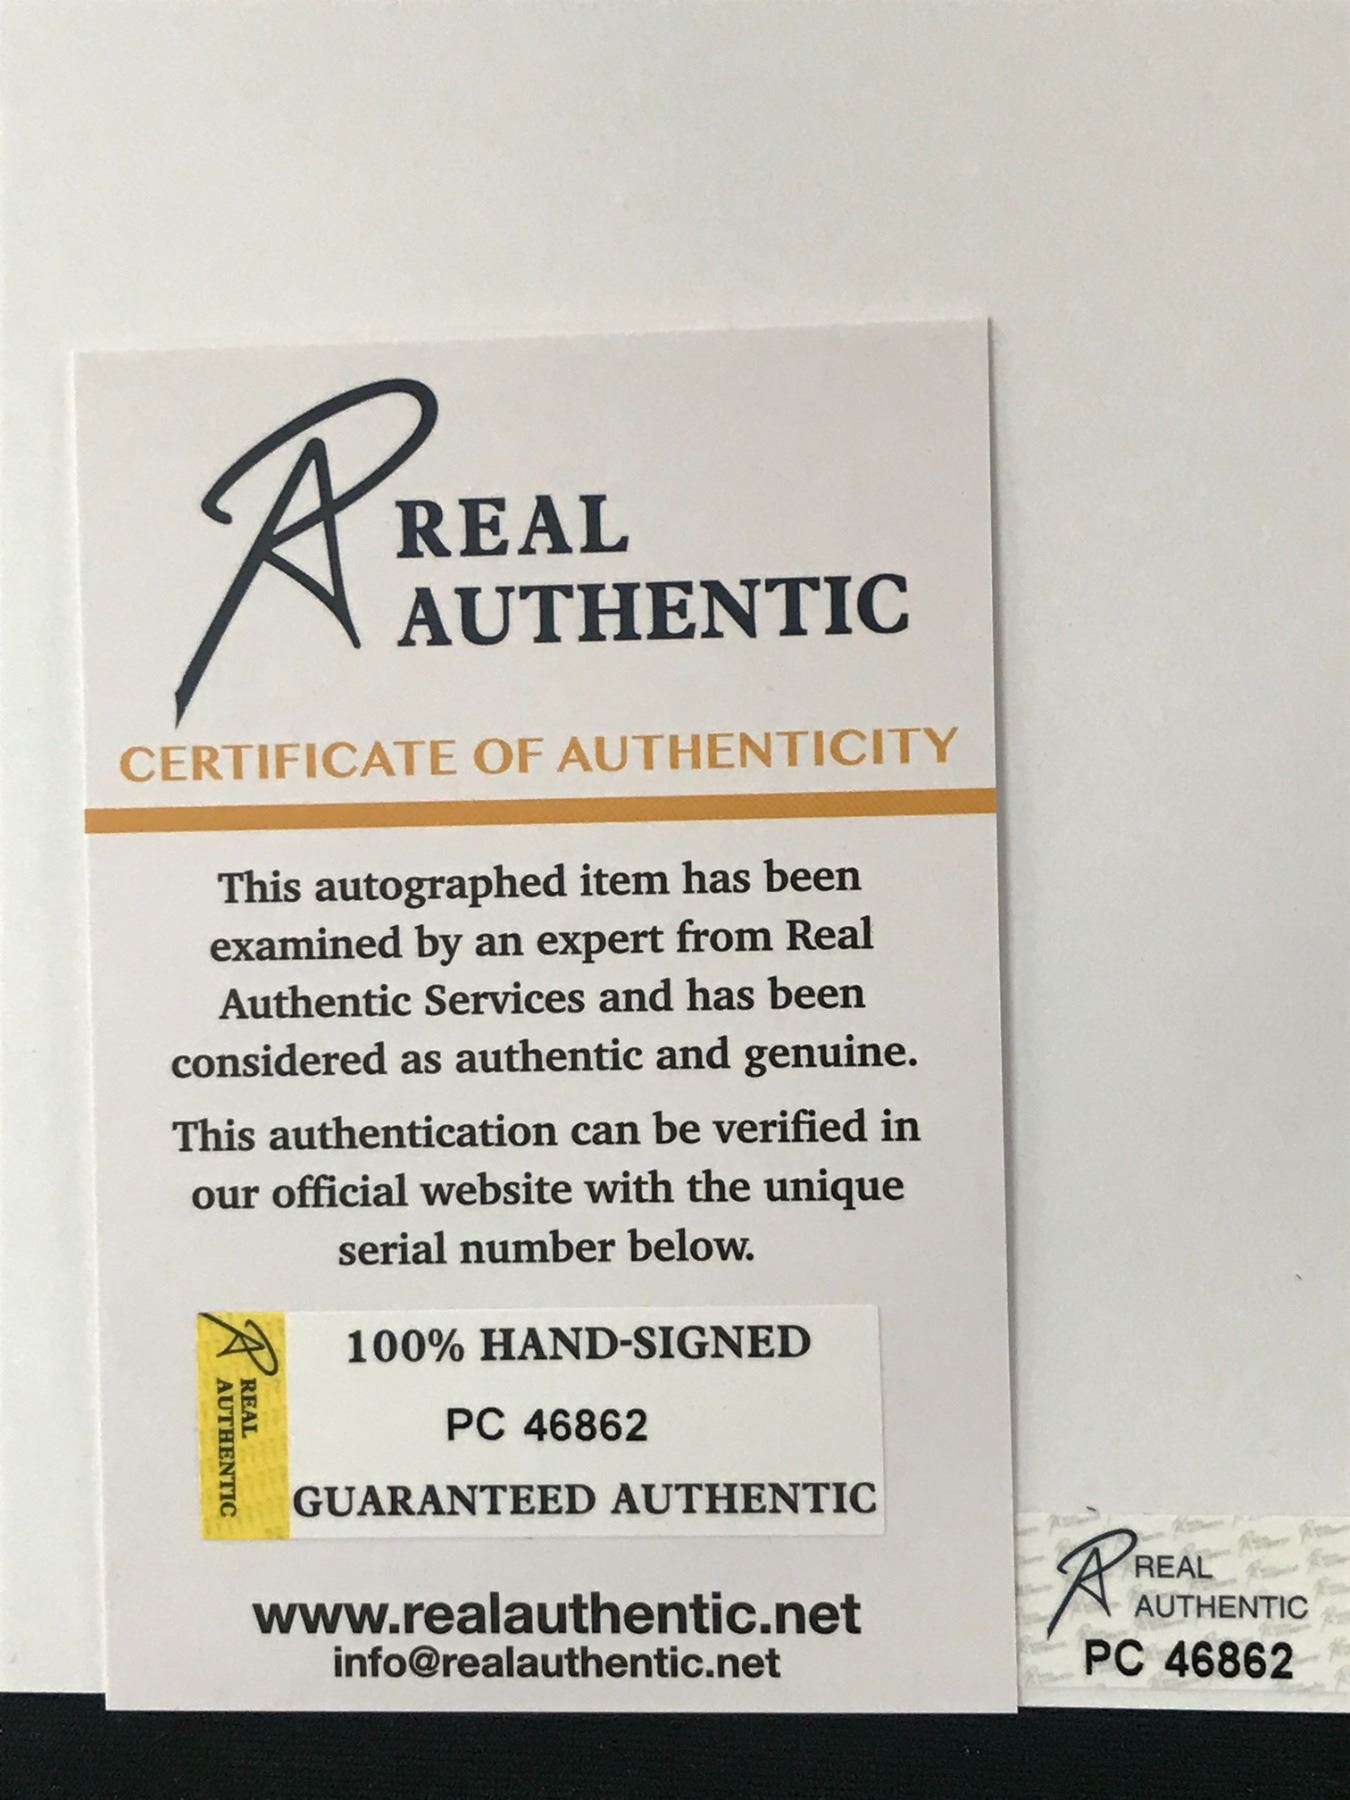 REAL
AUTHENTIC
CERTIFICATE OF AUTHENTICITY
This autographed item has been
examined by an expert from Real
Authentic Services and has been
considered as authentic and genuine.
This authentication can be verified in
our official website with the unique
serial number below.
REAL
AUTHENTIC
100% HAND-SIGNED
PC 46862
GUARANTEED AUTHENTIC
www.realauthentic.net
info@realauthentic.net
REAL
AUTHENTIC
PC 46862